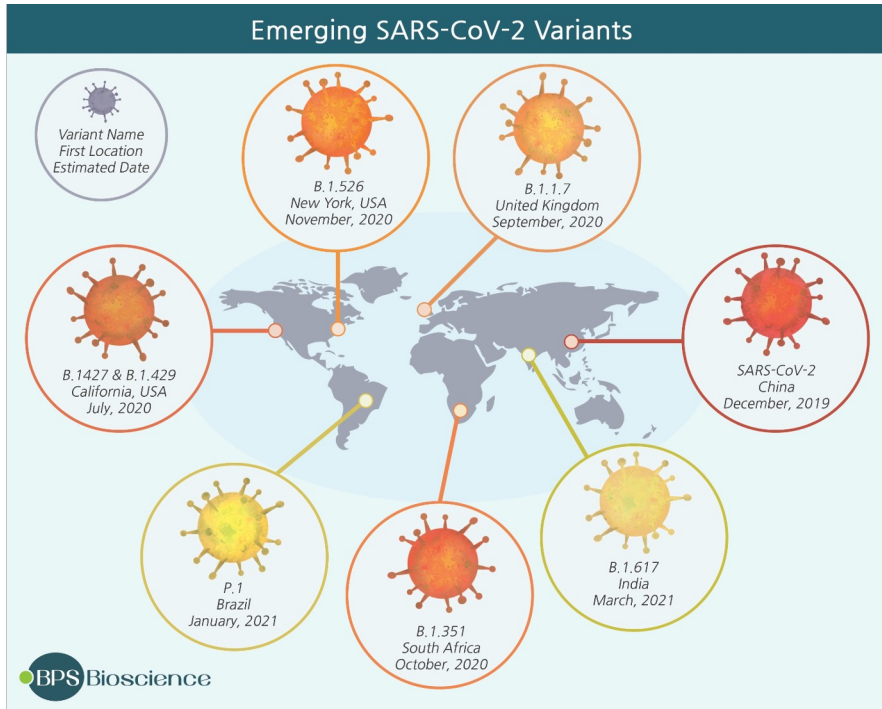 Emerging SARS-CoV-2 Variants
Variant Name
First Location
Estimated Date
B.1.526
New York, USA
November, 2020
B.1.1.7
United Kingdom
September, 2020
B.1427 & B.1.429
California, USA
July, 2020
SARS-CoV-2
China
December, 2019
P.1
Brazil
January, 2021
B.1.351
South Africa
October, 2020
B.1.617
India
March, 2021
BPS Bioscience